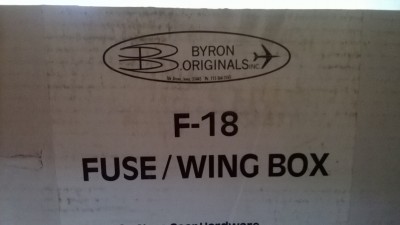 BYRON
ORIGINALS INC
F-18
FUSE/WING BOX